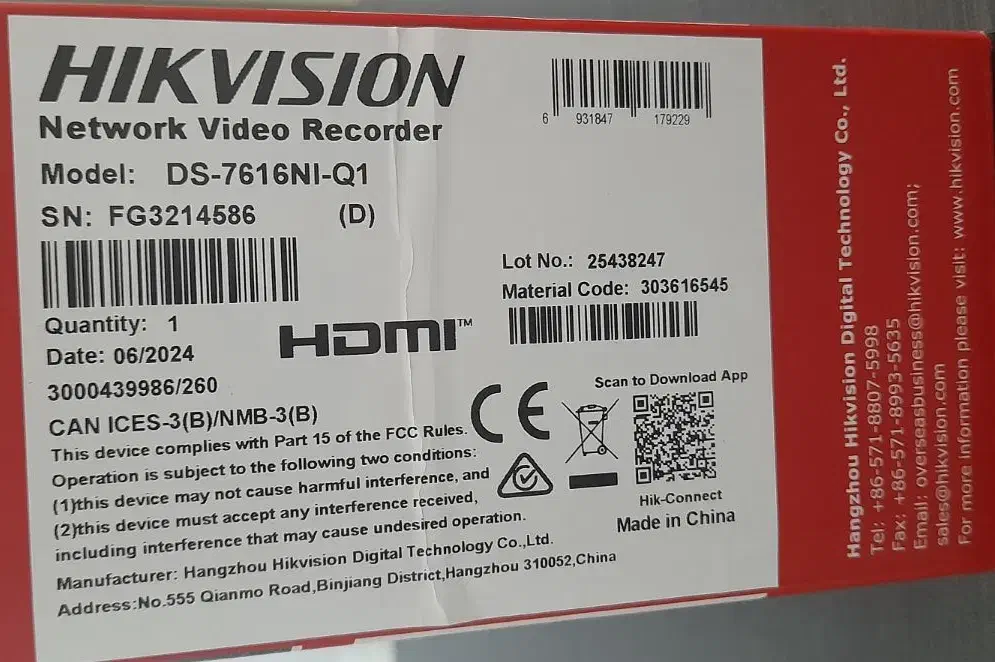 HIKVISION
Network Video Recorder
Model: DS-7616NI-Q1
SN: FG3214586 (D)
Quantity: 1
Date: 06/2024
3000439986/260
CAN ICES-3(B)/NMB-3(B)
This device complies with Part 15 of the FCC Rules.
Operation is subject to the following two conditions:
(1)this device may not cause harmful interference, and
(2)this device must accept any interference received,
including interference that may cause undesired operation.
Manufacturer: Hangzhou Hikvision Digital Technology Co.,Ltd.
Address:No.555 Qianmo Road,Binjiang District,Hangzhou 310052,China
HDMI™
6 931847 179229
Lot No.: 25438247
Material Code: 303616545
CE
Scan to Download App
Hik-Connect
Made in China
Hangzhou Hikvision Digital Technology Co., Ltd.
Tel: +86-571-8807-5998
Fax: +86-571-8993-5635
Email: overseasbusiness@hikvision.com;
sales@hikvision.com
For more information please visit: www.hikvision.com